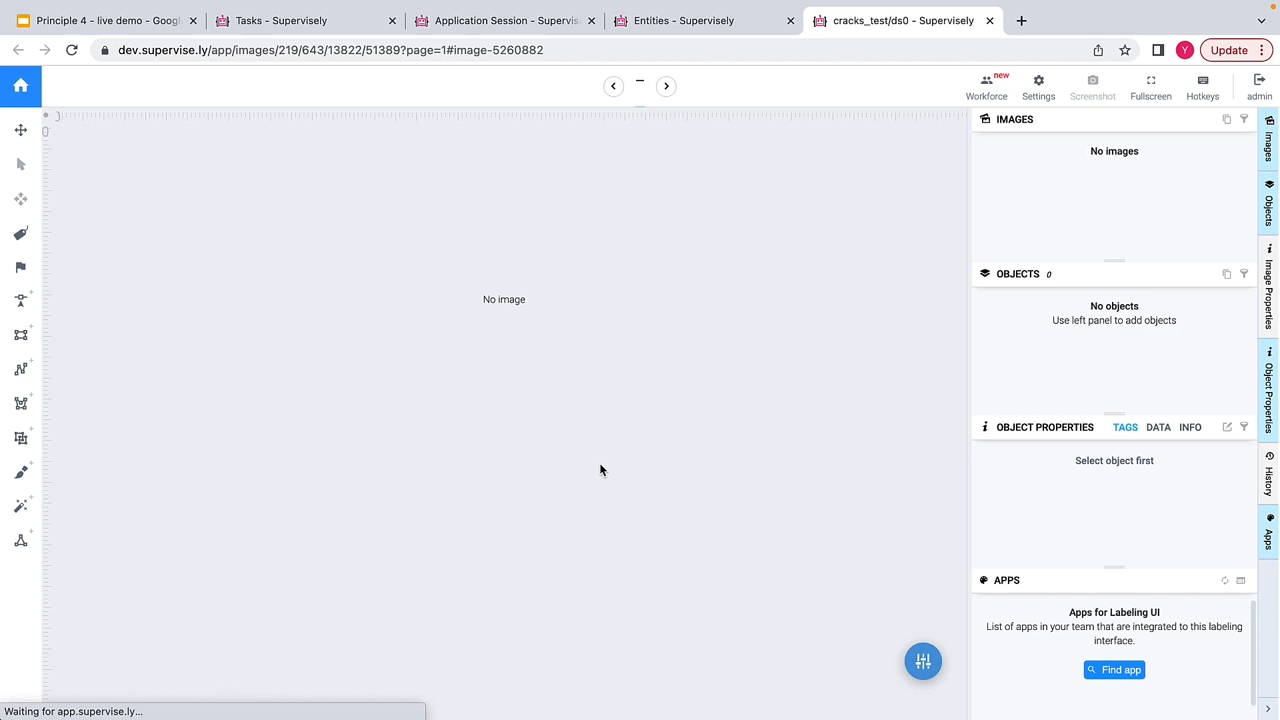 Principle 4 - live demo - Googl
Tasks - Supervisely
Application Session - Supervis
Entities - Supervisely
cracks_test/ds0 - Supervisely
dev.supervise.ly/app/images/219/649/13822/51389?page=1#image-5260882
Update
new
Workforce
Settings
Screenshot
Fullscreen
Hotkeys
admin
IMAGES
No images
OBJECTS 0
No objects
Use left panel to add objects
OBJECT PROPERTIES TAGS DATA INFO
Select object first
APPS
Apps for Labeling UI
List of apps in your team that are integrated to this labeling
interface.
Find app
Images
Objects
Image Properties
Object Properties
History
Apps
Waiting for app.supervise.ly...